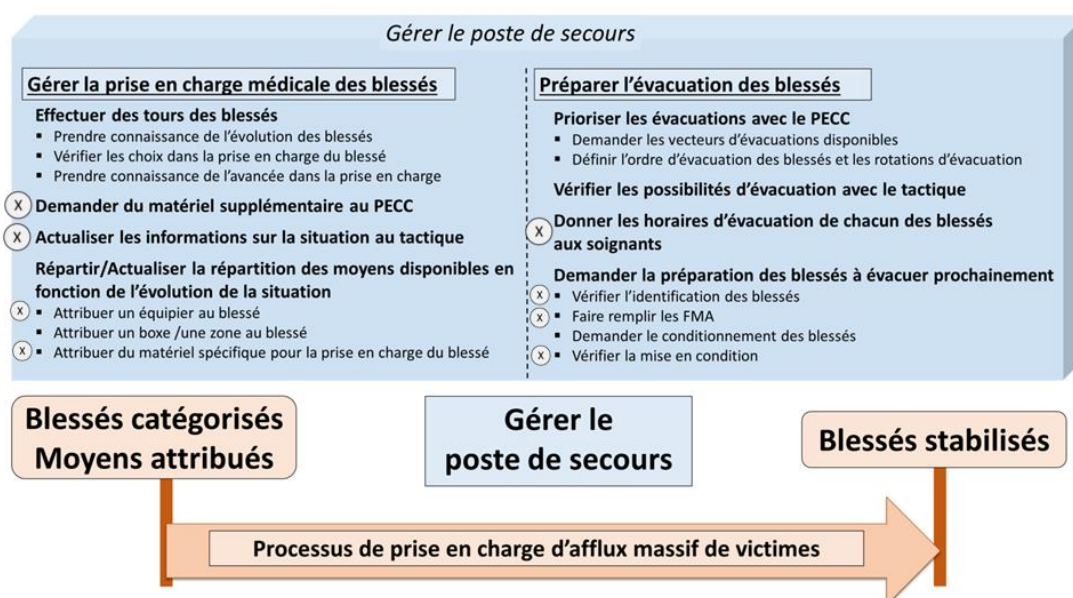 Gérer le poste de secours
Gérer la prise en charge médicale des blessés
Effectuer des tours des blessés
▪ Prendre connaissance de l'évolution des blessés
▪ Vérifier les choix dans la prise en charge du blessé
▪ Prendre connaissance de l'avancée dans la prise en charge
X Demander du matériel supplémentaire au PECC
X Actualiser les informations sur la situation au tactique
Répartir/Actualiser la répartition des moyens disponibles en
fonction de l'évolution de la situation
X ▪ Attribuer un équipier au blessé
▪ Attribuer un boxe /une zone au blessé
X ▪ Attribuer du matériel spécifique pour la prise en charge du blessé
Préparer l'évacuation des blessés
Prioriser les évacuations avec le PECC
▪ Demander les vecteurs d'évacuations disponibles
▪ Définir l'ordre d'évacuation des blessés et les rotations d'évacuation
Vérifier les possibilités d'évacuation avec le tactique
X Donner les horaires d'évacuation de chacun des blessés
aux soignants
Demander la préparation des blessés à évacuer prochainement
X ▪ Vérifier l'identification des blessés
X ▪ Faire remplir les FMA
▪ Demander le conditionnement des blessés
X ▪ Vérifier la mise en condition
Blessés catégorisés
Moyens attribués
Gérer le
poste de secours
Blessés stabilisés
Processus de prise en charge d'afflux massif de victimes